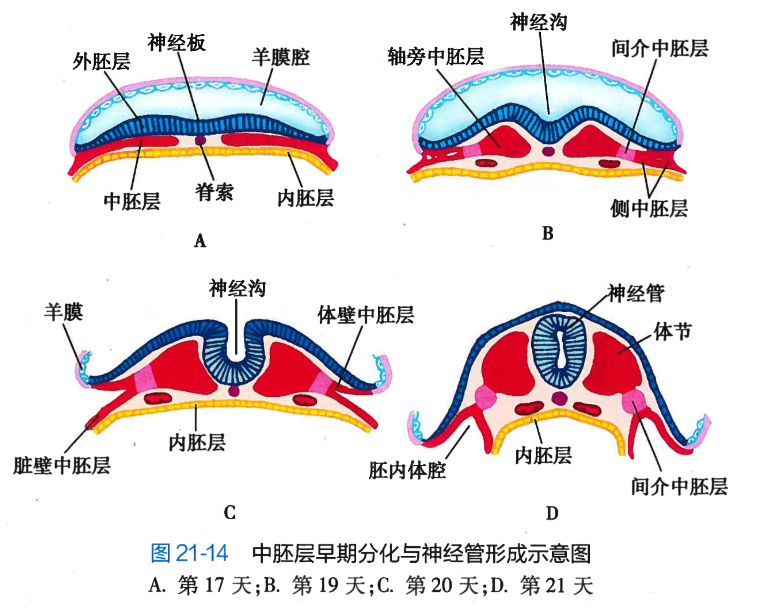 神经板
外胚层
羊膜腔
中胚层
脊索
内胚层
A
神经沟
轴旁中胚层
间介中胚层
侧中胚层
B
神经沟
羊膜
体壁中胚层
内胚层
脏壁中胚层
C
神经管
体节
胚内体腔
内胚层
间介中胚层
D
图 21-14 中胚层早期分化与神经管形成示意图
A. 第 17 天;B. 第 19 天;C. 第 20 天;D. 第 21 天